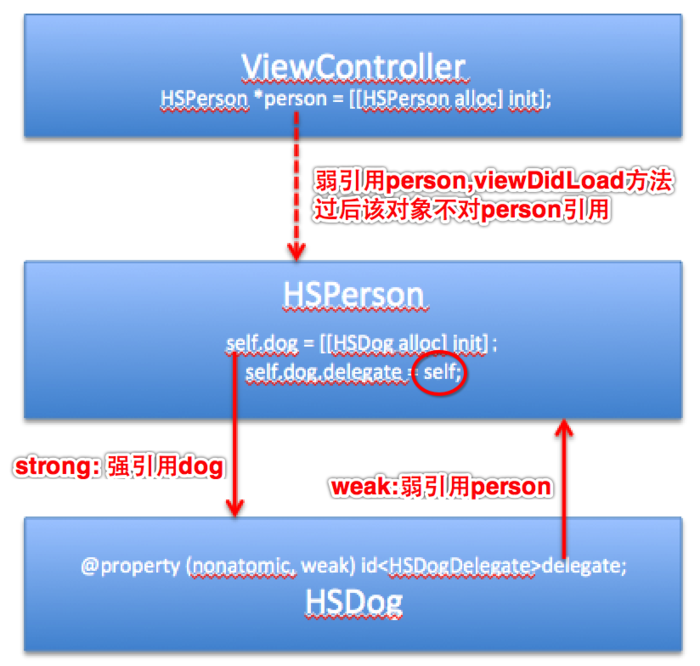 ViewController
HSPerson *person = [[HSPerson alloc] init];
弱引用person,viewDidLoad方法
过后该对象不对person引用
HSPerson
self.dog = [[HSDog alloc] init] ;
self.dog.delegate = self;
strong: 强引用dog
weak:弱引用person
@property (nonatomic, weak) id<HSDogDelegate>delegate;
HSDog